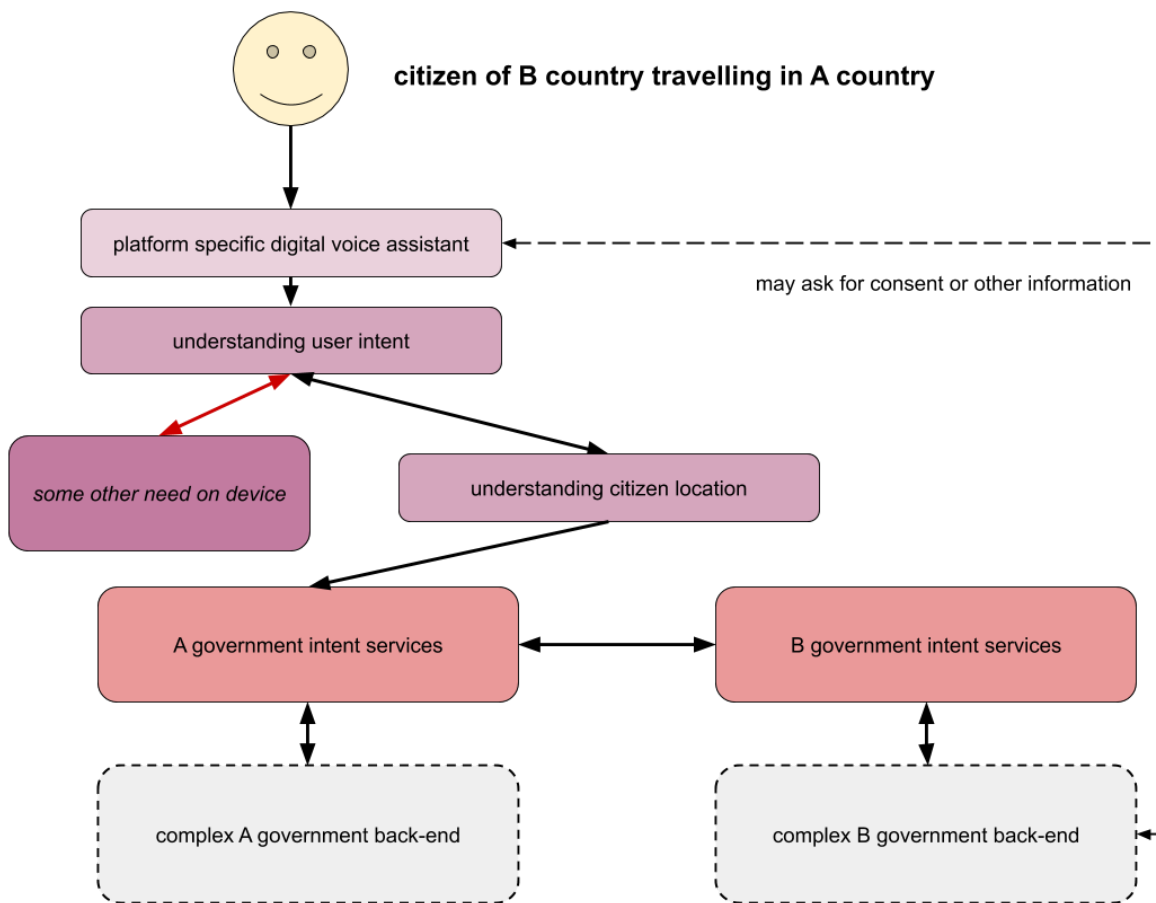 citizen of B country travelling in A country
platform specific digital voice assistant
may ask for consent or other information
understanding user intent
some other need on device
understanding citizen location
A government intent services
B government intent services
complex A government back-end
complex B government back-end